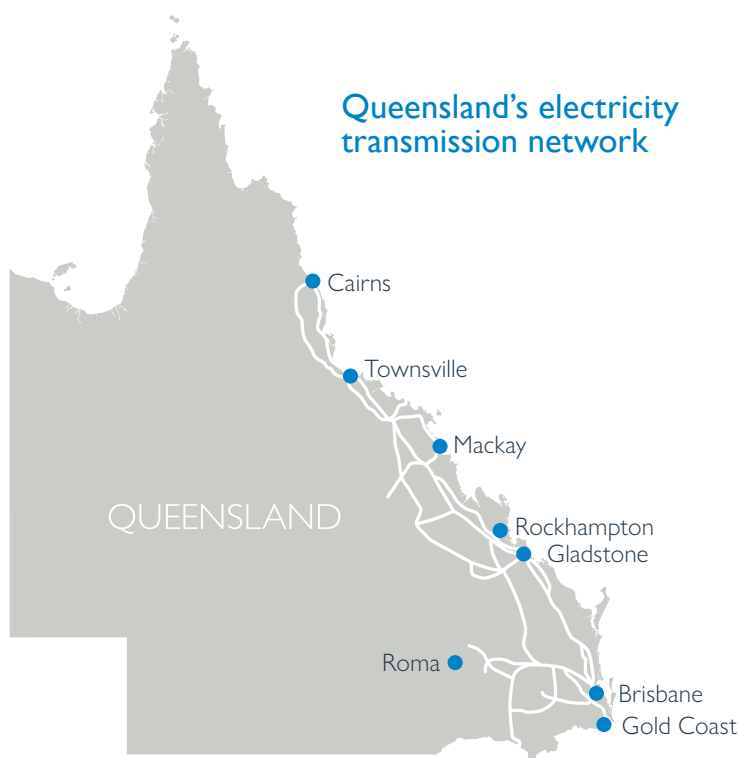 Queensland’s electricity
transmission network
Cairns
Townsville
Mackay
QUEENSLAND
Rockhampton
Gladstone
Roma
Brisbane
Gold Coast